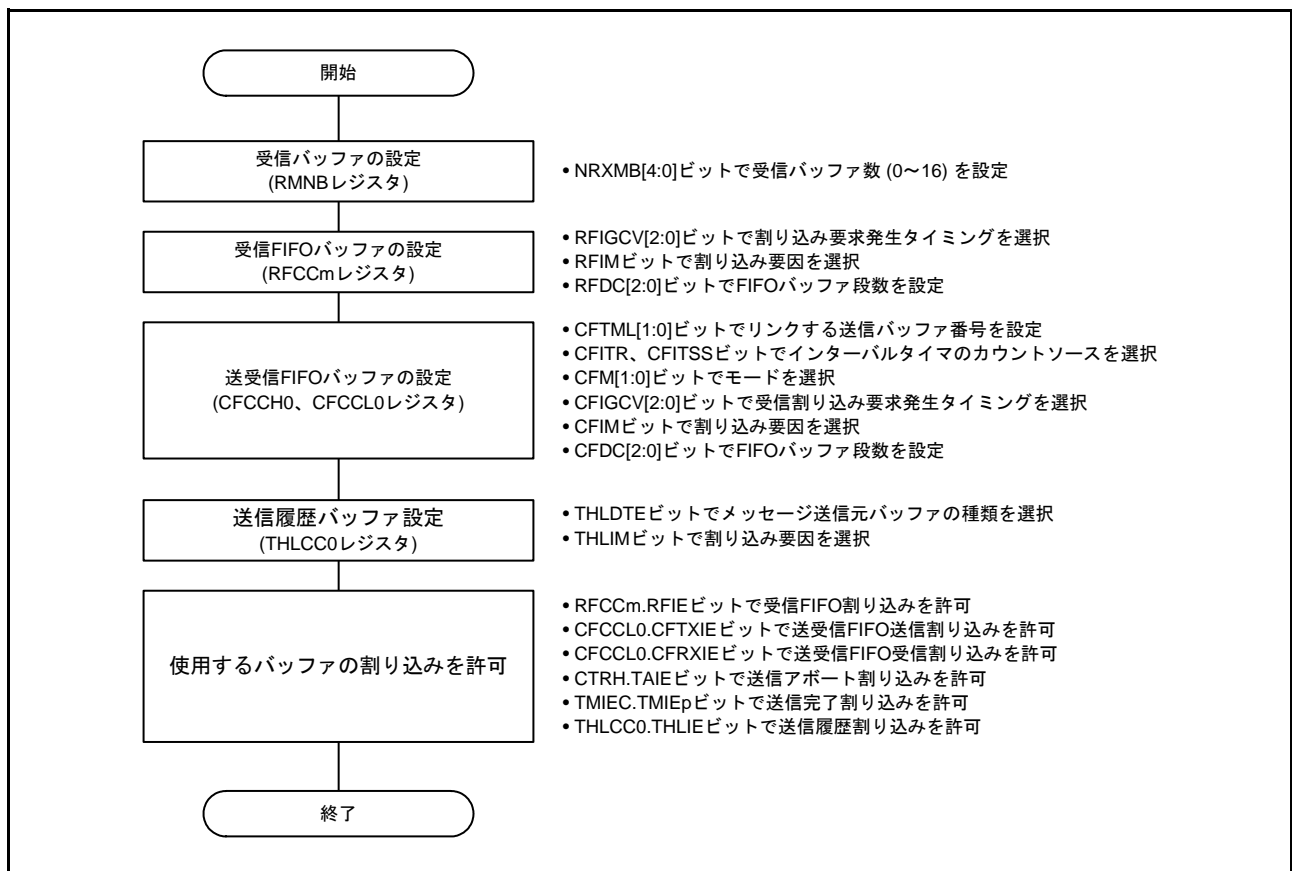 開始
受信バッファの設定
(RMNBレジスタ)
• NRXMB[4:0]ビットで受信バッファ数 (0～16) を設定
受信FIFOバッファの設定
(RFCCmレジスタ)
• RFIGCV[2:0]ビットで割り込み要求発生タイミングを選択
• RFIMビットで割り込み要因を選択
• RFDC[2:0]ビットでFIFOバッファ段数を設定
送受信FIFOバッファの設定
(CFCCH0、CFCCL0レジスタ)
• CFTML[1:0]ビットでリンクする送信バッファ番号を設定
• CFITR、CFITSSビットでインターバルタイマのカウントソースを選択
• CFM[1:0]ビットでモードを選択
• CFIGCV[2:0]ビットで受信割り込み要求発生タイミングを選択
• CFIMビットで割り込み要因を選択
• CFDC[2:0]ビットでFIFOバッファ段数を設定
送信履歴バッファ設定
(THLCC0レジスタ)
• THLDTEビットでメッセージ送信元バッファの種類を選択
• THLIMビットで割り込み要因を選択
使用するバッファの割り込みを許可
• RFCCm.RFIEビットで受信FIFO割り込みを許可
• CFCCL0.CFTXIEビットで送受信FIFO送信割り込みを許可
• CFCCL0.CFRXIEビットで送受信FIFO受信割り込みを許可
• CTRH.TAIEビットで送信アボート割り込みを許可
• TMIEC.TMIEpビットで送信完了割り込みを許可
• THLCC0.THLIEビットで送信履歴割り込みを許可
終了